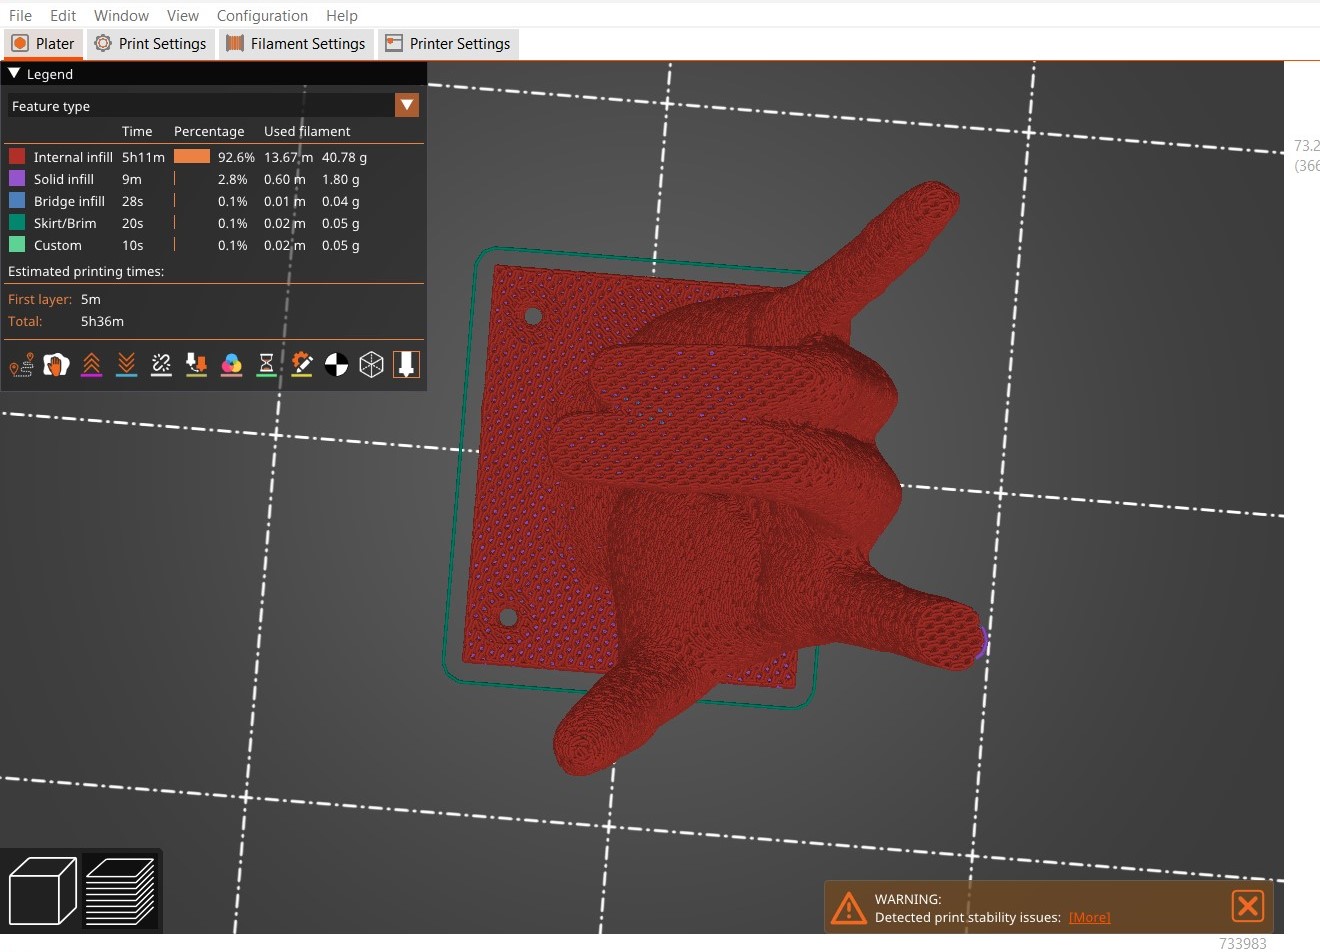 File Edit Window View Configuration Help
Plater Print Settings Filament Settings Printer Settings
Legend
Feature type
Time Percentage Used filament
Internal infill 5h11m 92.6% 13.67 m 40.78 g
Solid infill 9m 2.8% 0.60 m 1.80 g
Bridge infill 28s 0.1% 0.01 m 0.04 g
Skirt/Brim 20s 0.1% 0.02 m 0.05 g
Custom 10s 0.1% 0.02 m 0.05 g
Estimated printing times:
First layer: 5m
Total: 5h36m
73.2
(366
WARNING:
Detected print stability issues: [More]
733983